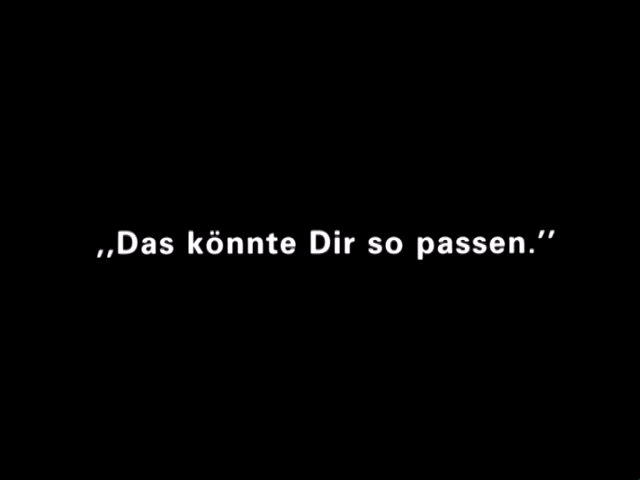 ,,Das könnte Dir so passen.’’